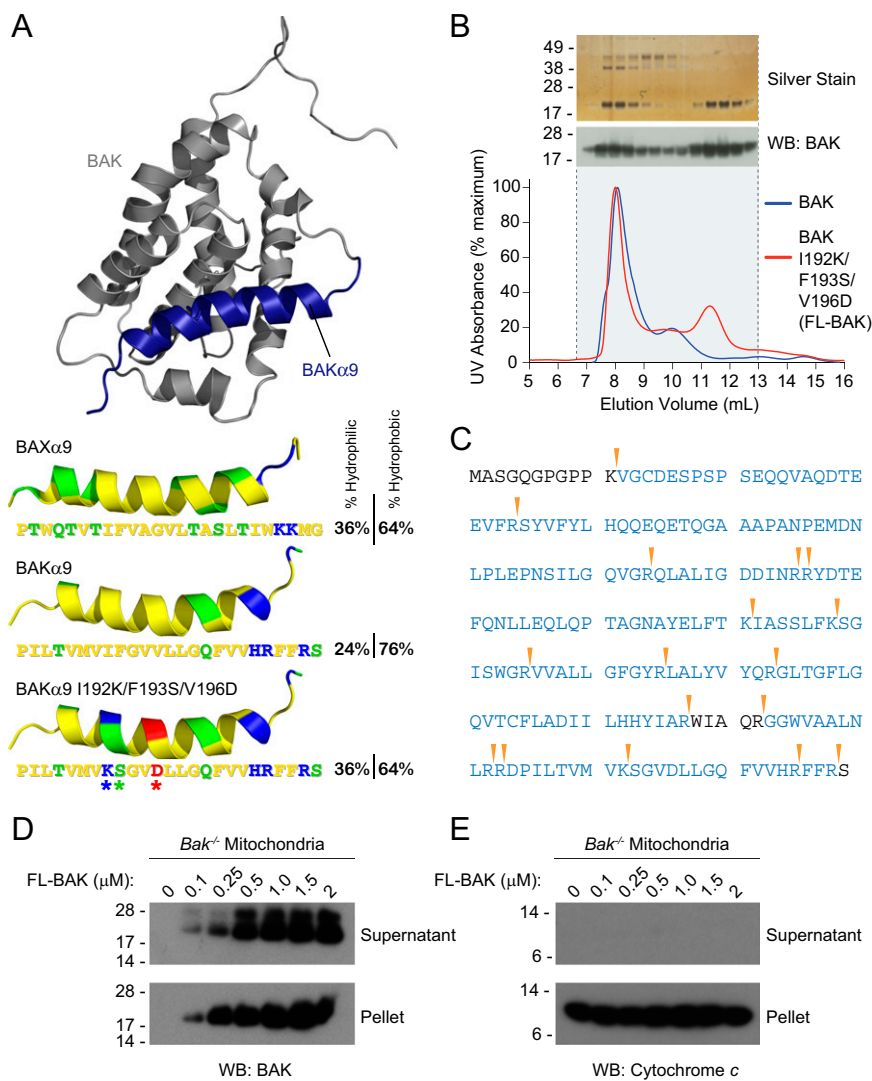 A
BAK
BAKα9
% Hydrophilic
% Hydrophobic
BAXα9
PTWQTVTIFVAGVLTASLTIWKKMG 36% 64%
BAKα9
PILTVMVIFGVVLLGQFVVHRFFRS 24% 76%
BAKα9 I192K/F193S/V196D
PILTVMVKSGVDLLGQFVVHRFFRS 36% 64%
* * *
B
49 -
38 -
28 -
17 -
Silver Stain
28 -
17 -
WB: BAK
100
80
60
40
20
0
UV Absorbance (% maximum)
5 6 7 8 9 10 11 12 13 14 15 16
Elution Volume (mL)
BAK
BAK
I192K/
F193S/
V196D
(FL-BAK)
C
MASGQGPGPP KVGCDESPSP SEQQVAQDTE
EVFRSYVFYL HQQEQETQGA AAPANPEMDN
LPLEPNSILG QVGRQLALIG DDINRRYDTE
FQNLLEQLQP TAGNAYELFT KIASSLFKSG
ISWGRVVALL GFGYRLALYV YQRGLTGFLG
QVTCFLADII LHHYIARWIA QRGGWVAALN
LRRDPILTVM VKSGVDLLGQ FVVHRFFRS
D
Bak-/- Mitochondria
FL-BAK (μM): 0 0.1 0.25 0.5 1.0 1.5 2
28 -
17 -
14 -
Supernatant
28 -
17 -
14 -
Pellet
WB: BAK
E
Bak-/- Mitochondria
FL-BAK (μM): 0 0.1 0.25 0.5 1.0 1.5 2
14 -
6 -
Supernatant
14 -
6 -
Pellet
WB: Cytochrome c